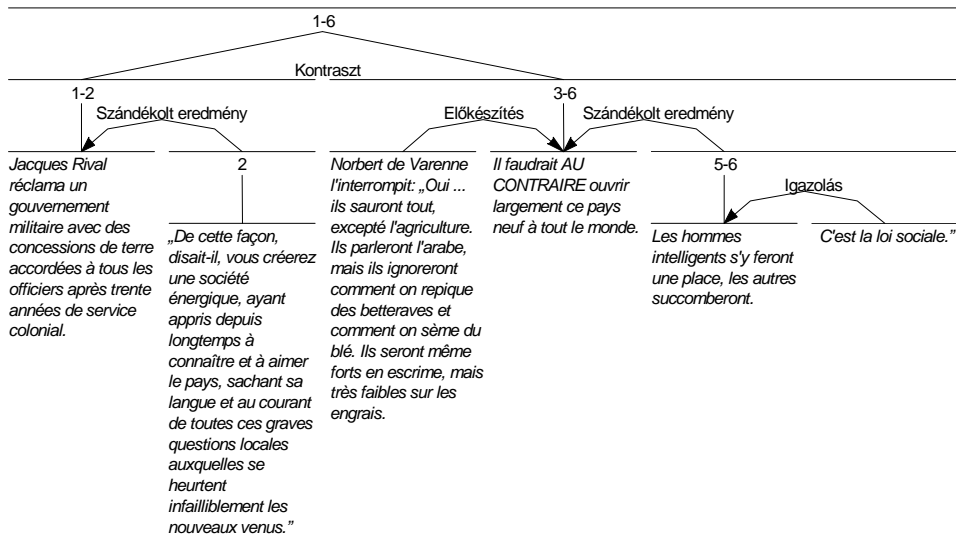 1-6
Kontraszt
1-2
3-6
Szándékolt eredmény
Előkészítés
Szándékolt eredmény
Jacques Rival
réclama un
gouvernement
militaire avec des
concessions de terre
accordées à tous les
officiers après trente
années de service
colonial.
2
„De cette façon,
disait-il, vous créerez
une société
énergique, ayant
appris depuis
longtemps à
connaître et à aimer
le pays, sachant sa
langue et au courant
de toutes ces graves
questions locales
auxquelles se
heurtent
infailliblement les
nouveaux venus.”
Norbert de Varenne
l'interrompit: „Oui ...
ils sauront tout,
excepté l'agriculture.
Ils parleront l'arabe,
mais ils ignoreront
comment on repique
des betteraves et
comment on sème du
blé. Ils seront même
forts en escrime, mais
très faibles sur les
engrais.
Il faudrait AU
CONTRAIRE ouvrir
largement ce pays
neuf à tout le monde.
5-6
Igazolás
Les hommes
intelligents s'y feront
une place, les autres
succomberont.
C'est la loi sociale.”